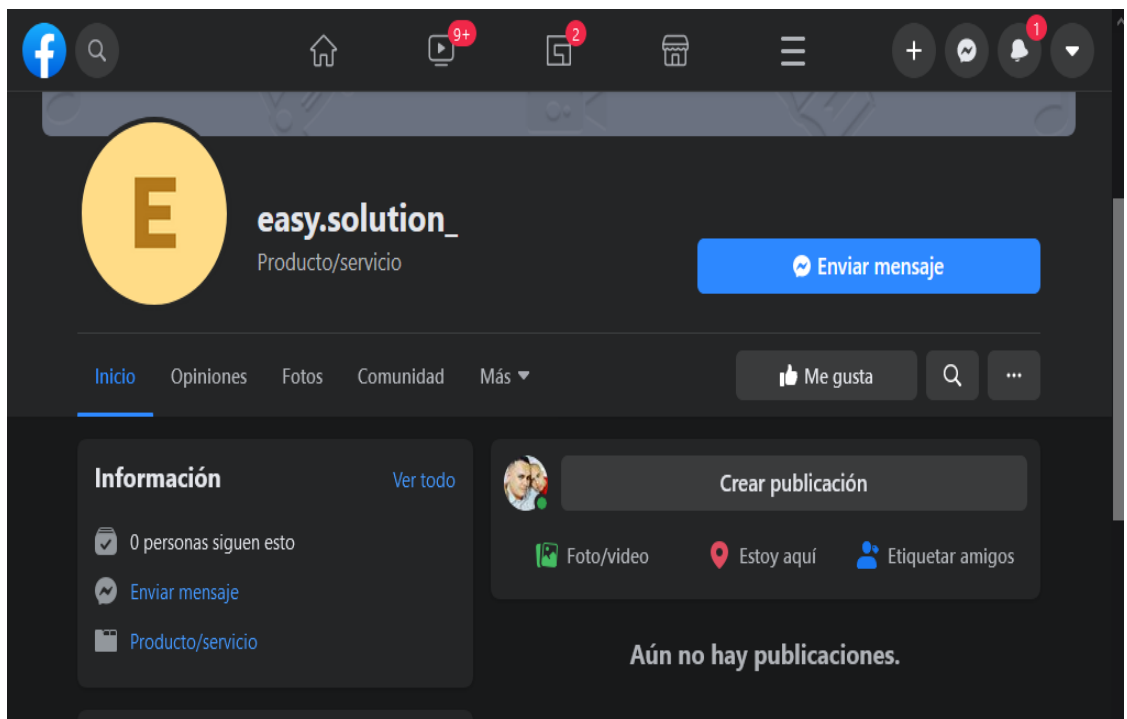 9+
2
1
E
easy.solution_
Producto/servicio
Enviar mensaje
Inicio Opiniones Fotos Comunidad Más
Me gusta
Información Ver todo
0 personas siguen esto
Enviar mensaje
Producto/servicio
Crear publicación
Foto/video Estoy aquí Etiquetar amigos
Aún no hay publicaciones.